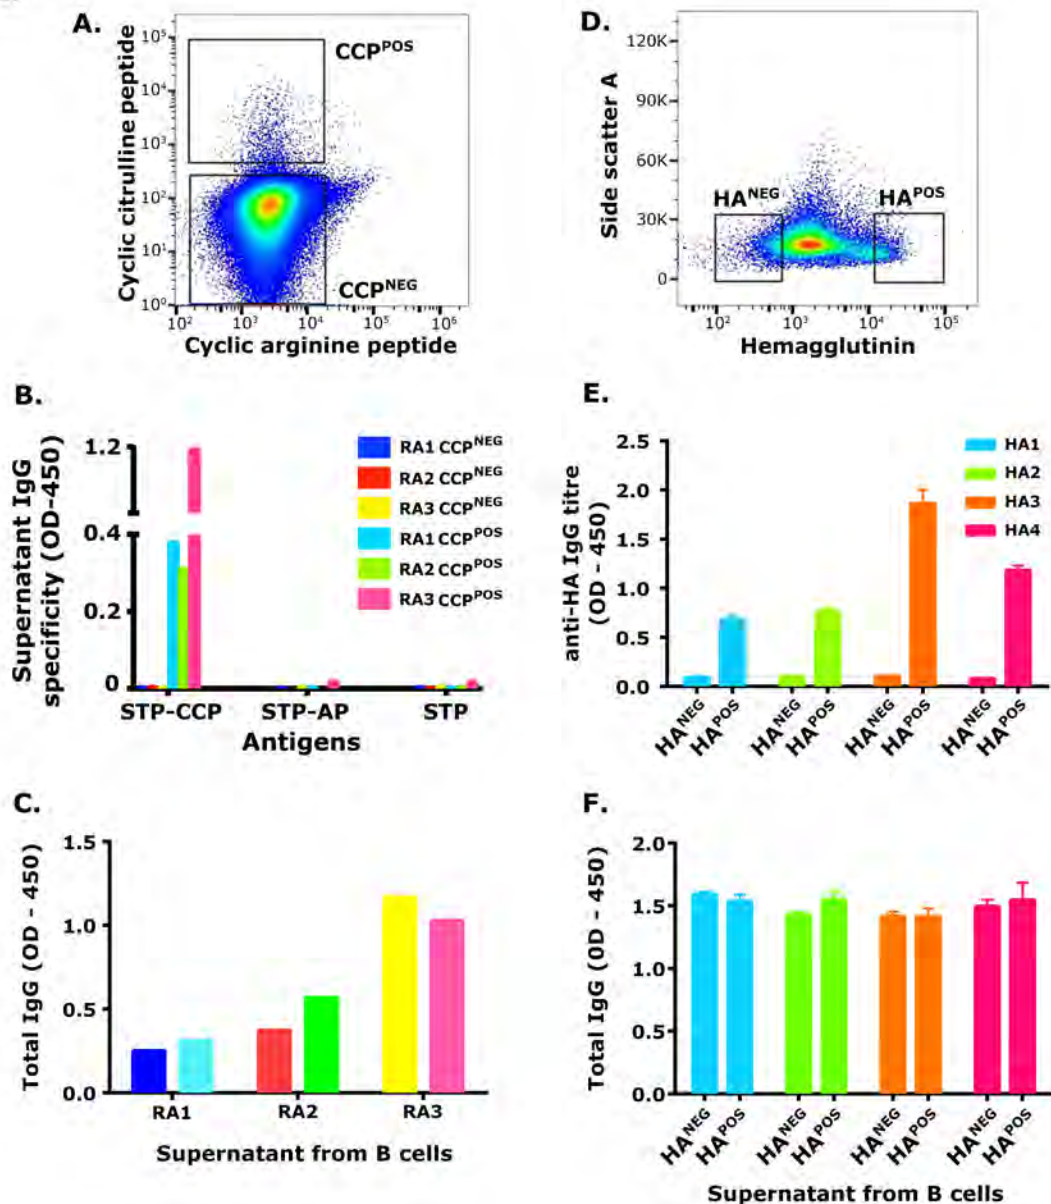 A.
Cyclic citrulline peptide
10⁵
10⁴
10³
10²
10¹
10⁰
CCPᴾᴼˢ
CCPᴺᴱᴳ
10² 10³ 10⁴ 10⁵ 10⁶
Cyclic arginine peptide
D.
Side scatter A
120K
90K
60K
30K
0
HAᴺᴱᴳ HAᴾᴼˢ
10² 10³ 10⁴ 10⁵
Hemagglutinin
B.
Supernatant IgG
specificity (OD-450)
1.2
0.4
0.2
0
RA1 CCPᴺᴱᴳ
RA2 CCPᴺᴱᴳ
RA3 CCPᴺᴱᴳ
RA1 CCPᴾᴼˢ
RA2 CCPᴾᴼˢ
RA3 CCPᴾᴼˢ
STP-CCP STP-AP STP
Antigens
E.
anti-HA IgG titre
(OD - 450)
2.5
2.0
1.5
1.0
0.5
0.0
HA1
HA2
HA3
HA4
HAᴺᴱᴳ HAᴾᴼˢ HAᴺᴱᴳ HAᴾᴼˢ HAᴺᴱᴳ HAᴾᴼˢ HAᴺᴱᴳ HAᴾᴼˢ
C.
Total IgG (OD - 450)
1.5
1.0
0.5
0.0
RA1 RA2 RA3
Supernatant from B cells
F.
Total IgG (OD - 450)
2.0
1.5
1.0
0.5
0.0
HAᴺᴱᴳ HAᴾᴼˢ HAᴺᴱᴳ HAᴾᴼˢ HAᴺᴱᴳ HAᴾᴼˢ HAᴺᴱᴳ HAᴾᴼˢ
Supernatant from B cells